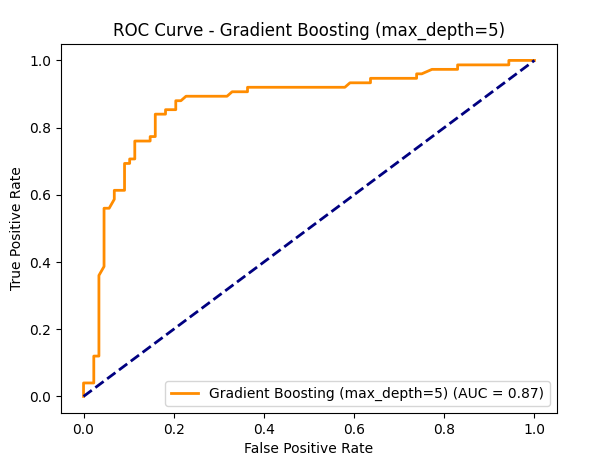 ROC Curve - Gradient Boosting (max_depth=5)
True Positive Rate
1.0
0.8
0.6
0.4
0.2
0.0
Gradient Boosting (max_depth=5) (AUC = 0.87)
0.0 0.2 0.4 0.6 0.8 1.0
False Positive Rate